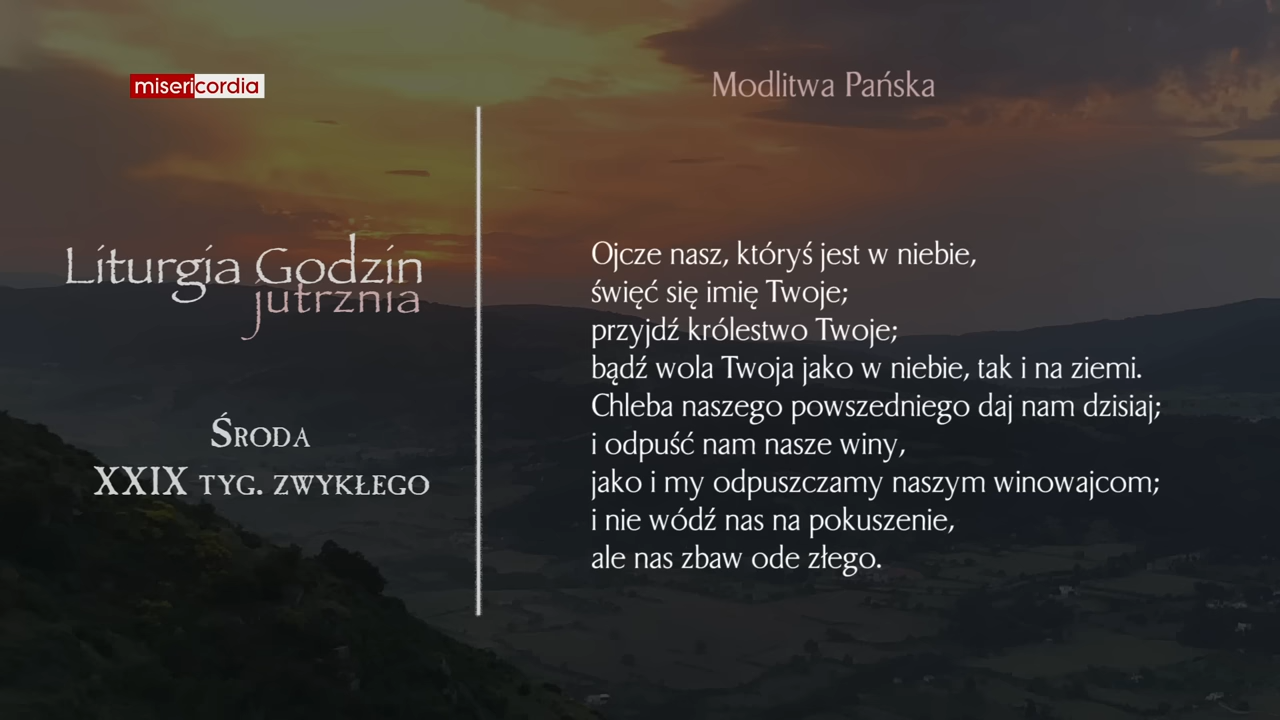 misericordia
Liturgia Godzin
jutrznia
Środa
XXIX tyg. zwykłego
Modlitwa Pańska
Ojcze nasz, któryś jest w niebie,
święć się imię Twoje;
przyjdź królestwo Twoje;
bądź wola Twoja jako w niebie, tak i na ziemi.
Chleba naszego powszedniego daj nam dzisiaj;
i odpuść nam nasze winy,
jako i my odpuszczamy naszym winowajcom;
i nie wódź nas na pokuszenie,
ale nas zbaw ode złego.